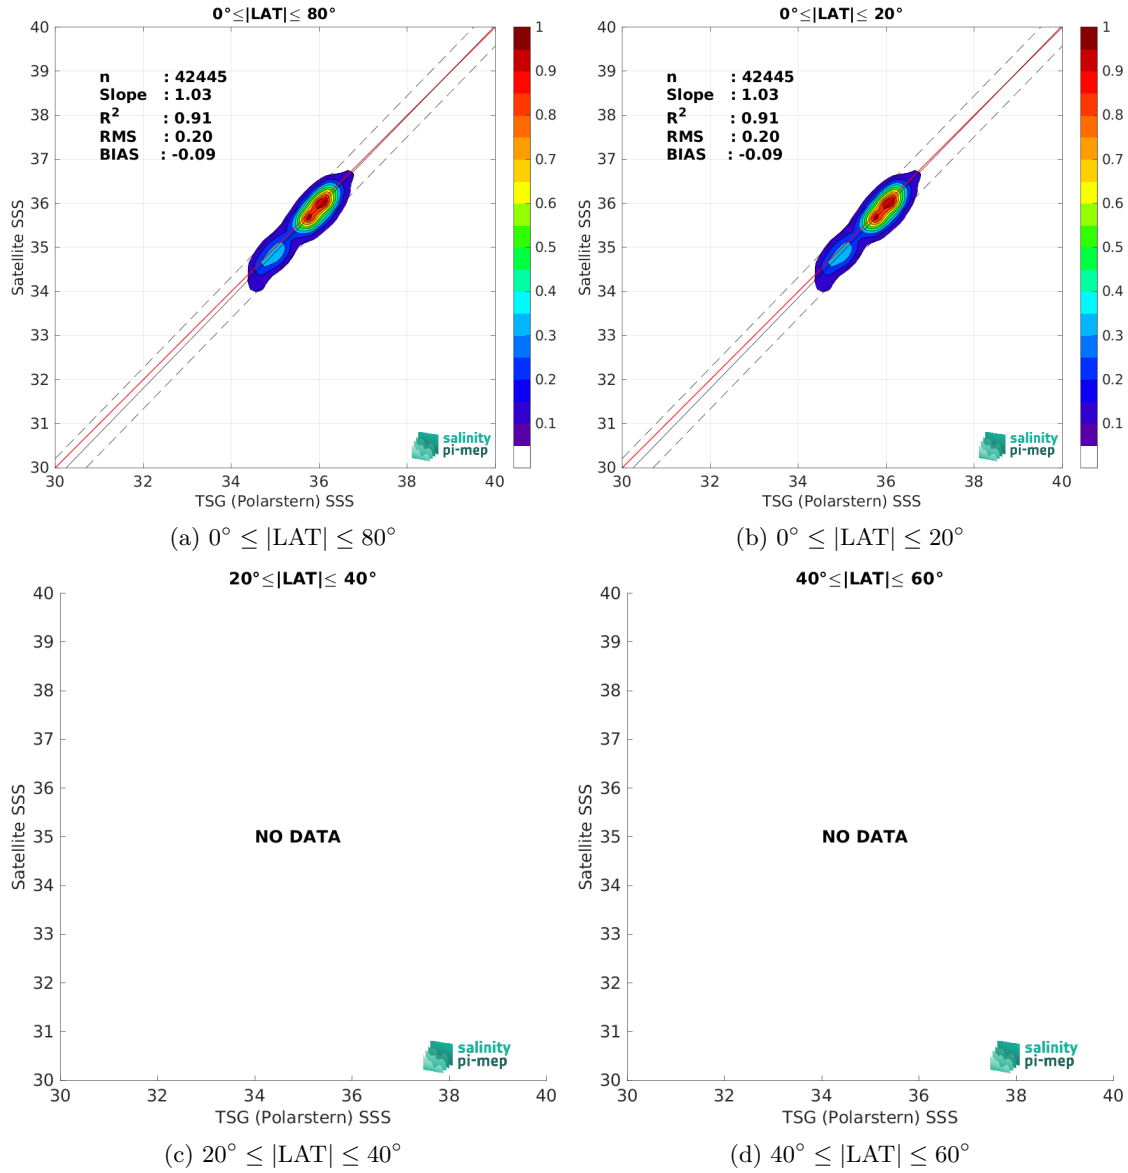 0°≤|LAT|≤ 80°
40
39
38
37
36
35
34
33
32
31
30
Satellite SSS
n : 42445
Slope : 1.03
R² : 0.91
RMS : 0.20
BIAS : -0.09
1
0.9
0.8
0.7
0.6
0.5
0.4
0.3
0.2
0.1
salinity
pi-mep
30 32 34 36 38 40
TSG (Polarstern) SSS
(a) 0° ≤ |LAT| ≤ 80°
0°≤|LAT|≤ 20°
40
39
38
37
36
35
34
33
32
31
30
Satellite SSS
n : 42445
Slope : 1.03
R² : 0.91
RMS : 0.20
BIAS : -0.09
1
0.9
0.8
0.7
0.6
0.5
0.4
0.3
0.2
0.1
salinity
pi-mep
30 32 34 36 38 40
TSG (Polarstern) SSS
(b) 0° ≤ |LAT| ≤ 20°
20°≤|LAT|≤ 40°
40
39
38
37
36
35
34
33
32
31
30
Satellite SSS
NO DATA
salinity
pi-mep
30 32 34 36 38 40
TSG (Polarstern) SSS
(c) 20° ≤ |LAT| ≤ 40°
40°≤|LAT|≤ 60°
40
39
38
37
36
35
34
33
32
31
30
Satellite SSS
NO DATA
salinity
pi-mep
30 32 34 36 38 40
TSG (Polarstern) SSS
(d) 40° ≤ |LAT| ≤ 60°